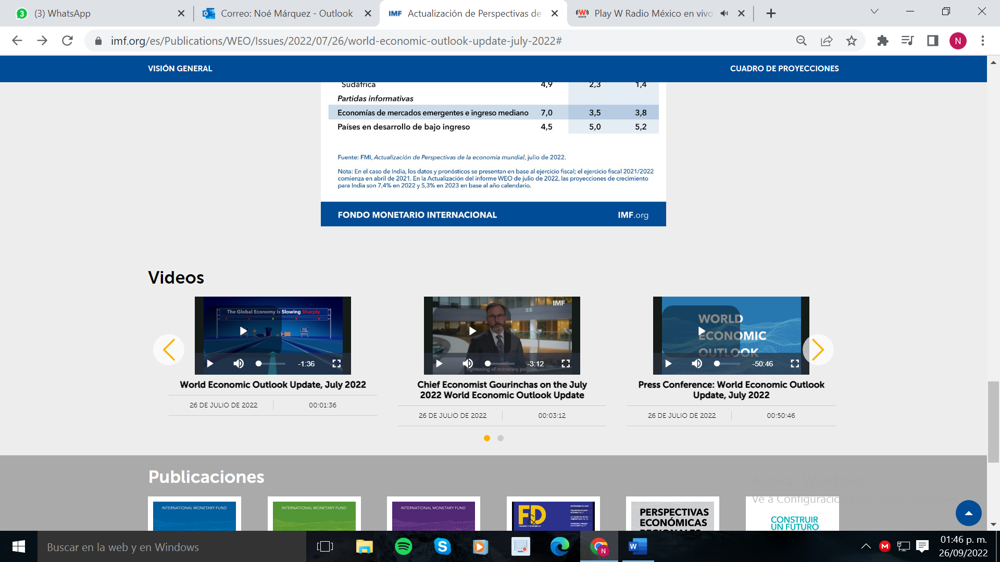 (3) WhatsApp
Correo: Noé Márquez - Outlook
IMF Actualización de Perspectivas de
Play W Radio México en vivo
imf.org/es/Publications/WEO/Issues/2022/07/26/world-economic-outlook-update-july-2022#
N
VISIÓN GENERAL
CUADRO DE PROYECCIONES
Sudáfrica 4,9 2,3 1,4
Partidas informativas
Economías de mercados emergentes e ingreso mediano 7,0 3,5 3,8
Países en desarrollo de bajo ingreso 4,5 5,0 5,2
Fuente: FMI, Actualización de Perspectivas de la economía mundial, julio de 2022.
Nota: En el caso de India, los datos y pronósticos se presentan en base al ejercicio fiscal; el ejercicio fiscal 2021/2022
comienza en abril de 2021. En la Actualización del informe WEO de julio de 2022, las proyecciones de crecimiento
para India son 7,4% en 2022 y 5,3% en 2023 en base al año calendario.
FONDO MONETARIO INTERNACIONAL
IMF.org
Videos
The Global Economy is Slowing Sharply
-1:36
World Economic Outlook Update, July 2022
26 DE JULIO DE 2022
00:01:36
IMF
tightening of monetary policies
-3:12
Chief Economist Gourinchas on the July
2022 World Economic Outlook Update
26 DE JULIO DE 2022
00:03:12
WORLD
ECONOMIC
OUTLOOK
-50:46
Press Conference: World Economic Outlook
Update, July 2022
26 DE JULIO DE 2022
00:50:46
Publicaciones
INTERNATIONAL MONETARY FUND
INTERNATIONAL MONETARY FUND
INTERNATIONAL MONETARY FUND
F&D
FINANZAS Y DESARROLLO
PERSPECTIVAS
ECONÓMICAS
REGIONALES
CONSTRUIR
UN FUTURO
Activar Windows
Ve a Configuració
Buscar en la web y en Windows
01:46 p. m.
26/09/2022